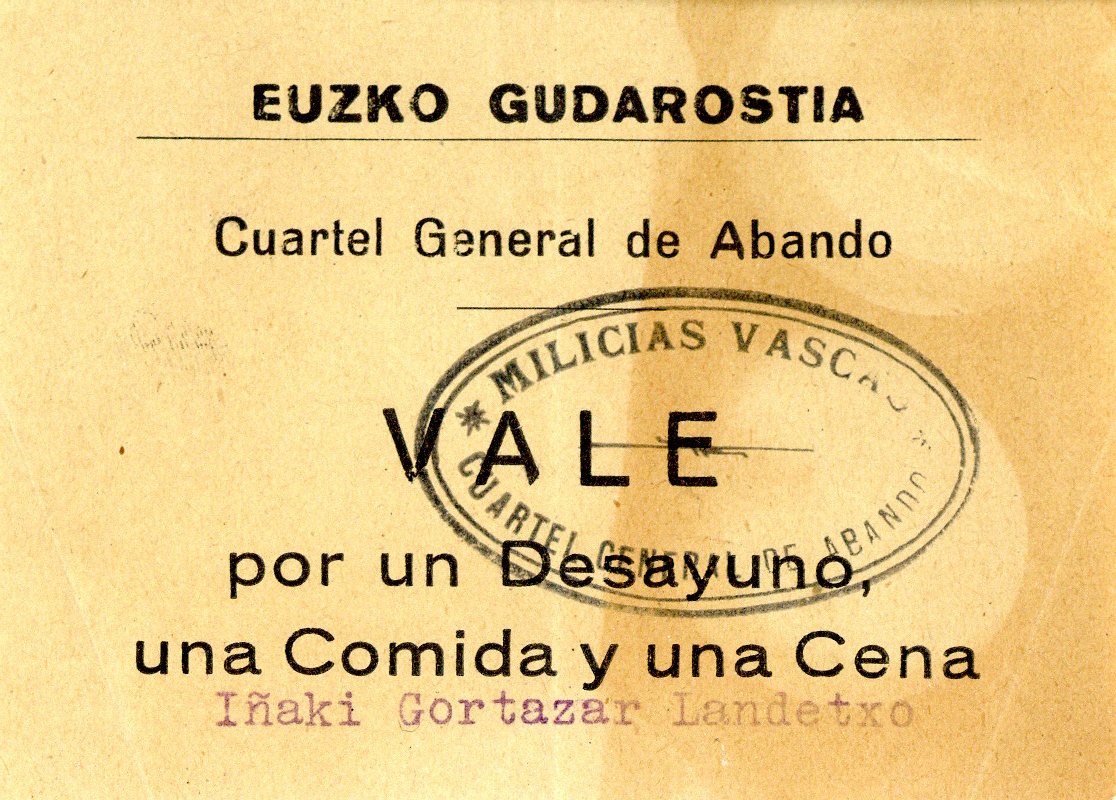 EUZKO GUDAROSTIA
Cuartel General de Abando
* MILICIAS VASCAS *
CUARTEL GENERAL DE ABANDO
VALE
por un Desayuno,
una Comida y una Cena
Iñaki Gortazar Landetxo